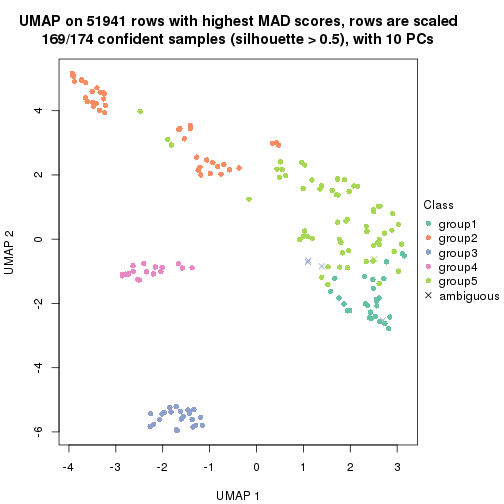 UMAP on 51941 rows with highest MAD scores, rows are scaled
169/174 confident samples (silhouette > 0.5), with 10 PCs
4
2
0
-2
-4
-6
UMAP 2
-4
-3
-2
-1
0
1
2
3
UMAP 1
Class
group1
group2
group3
group4
group5
ambiguous